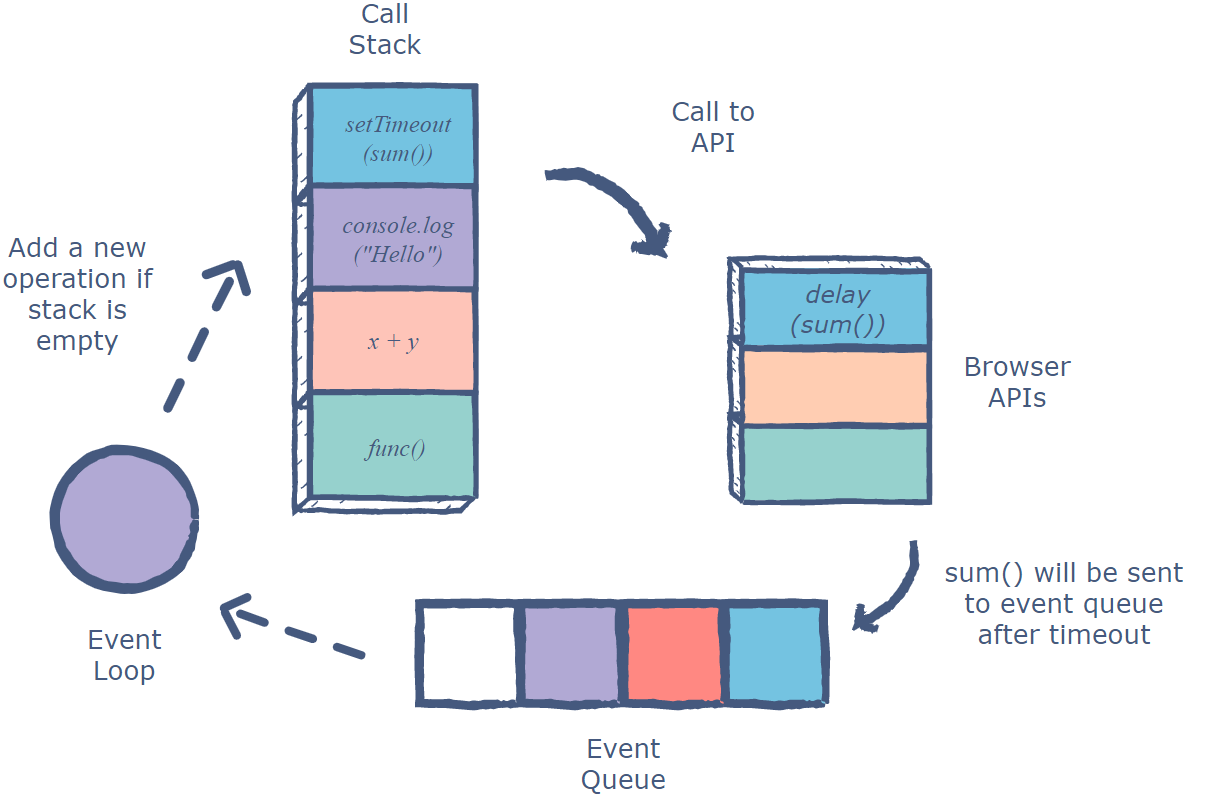 Call
Stack
setTimeout
(sum())
console.log
("Hello")
x + y
func()
Call to
API
delay
(sum())
Browser
APIs
Add a new
operation if
stack is
empty
sum() will be sent
to event queue
after timeout
Event
Loop
Event
Queue